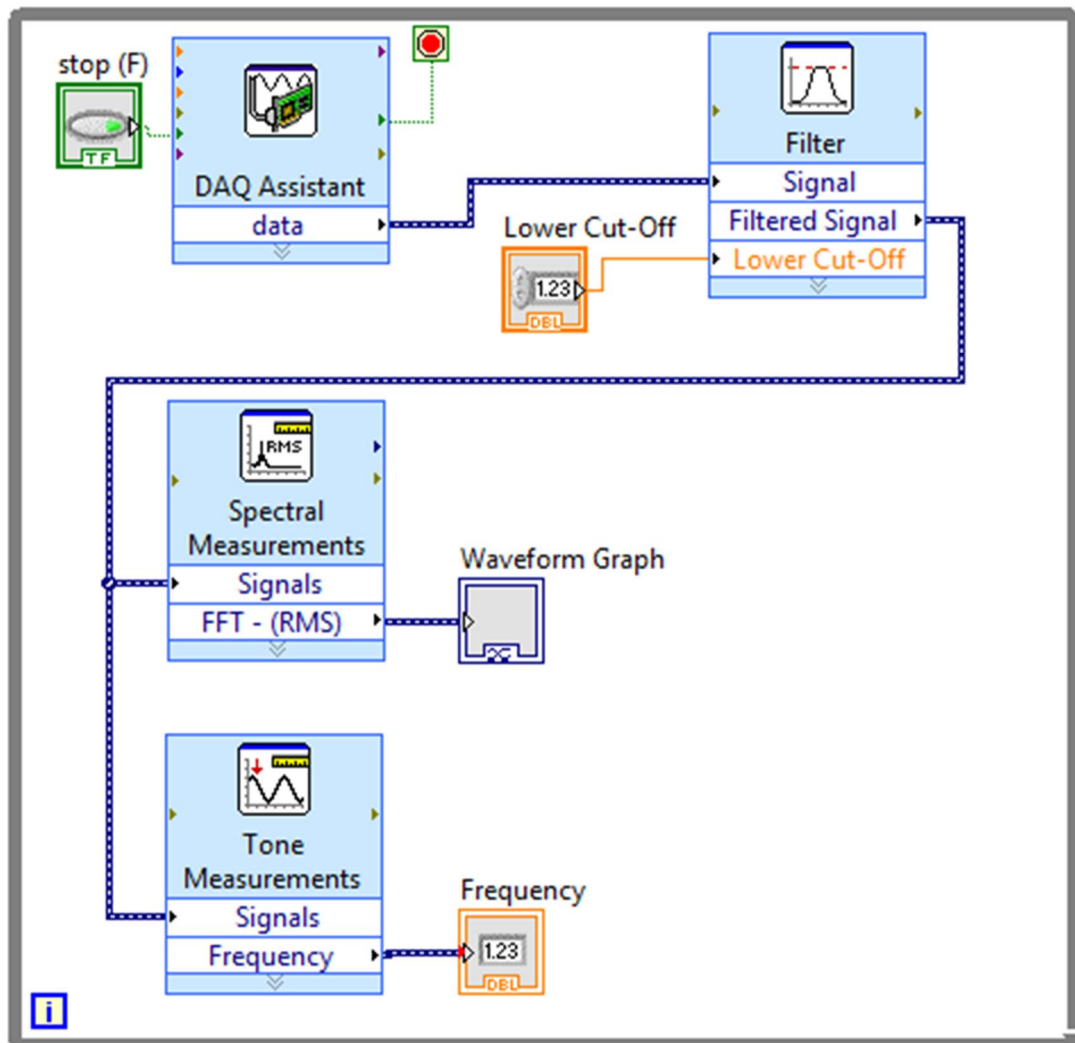 stop (F)
TF
DAQ Assistant
data
Filter
Signal
Filtered Signal
Lower Cut-Off
Lower Cut-Off
1.23
DBL
RMS
Spectral
Measurements
Signals
FFT - (RMS)
Waveform Graph
Tone
Measurements
Signals
Frequency
Frequency
1.23
DBL
i